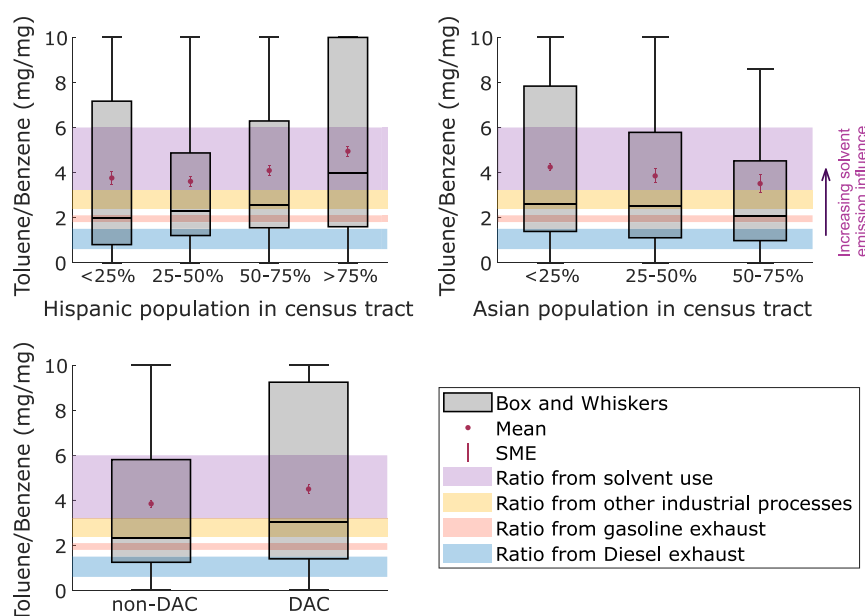 Toluene/Benzene (mg/mg)
10
8
6
4
2
0
<25%
25-50%
50-75%
>75%
Hispanic population in census tract
Toluene/Benzene (mg/mg)
10
8
6
4
2
0
<25%
25-50%
50-75%
Asian population in census tract
Increasing solvent
emission influence
Toluene/Benzene (mg/mg)
10
8
6
4
2
0
non-DAC
DAC
Box and Whiskers
Mean
SME
Ratio from solvent use
Ratio from other industrial processes
Ratio from gasoline exhaust
Ratio from Diesel exhaust